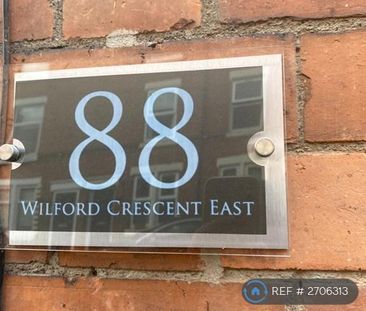 88
WILFORD CRESCENT EAST
REF # 2706313